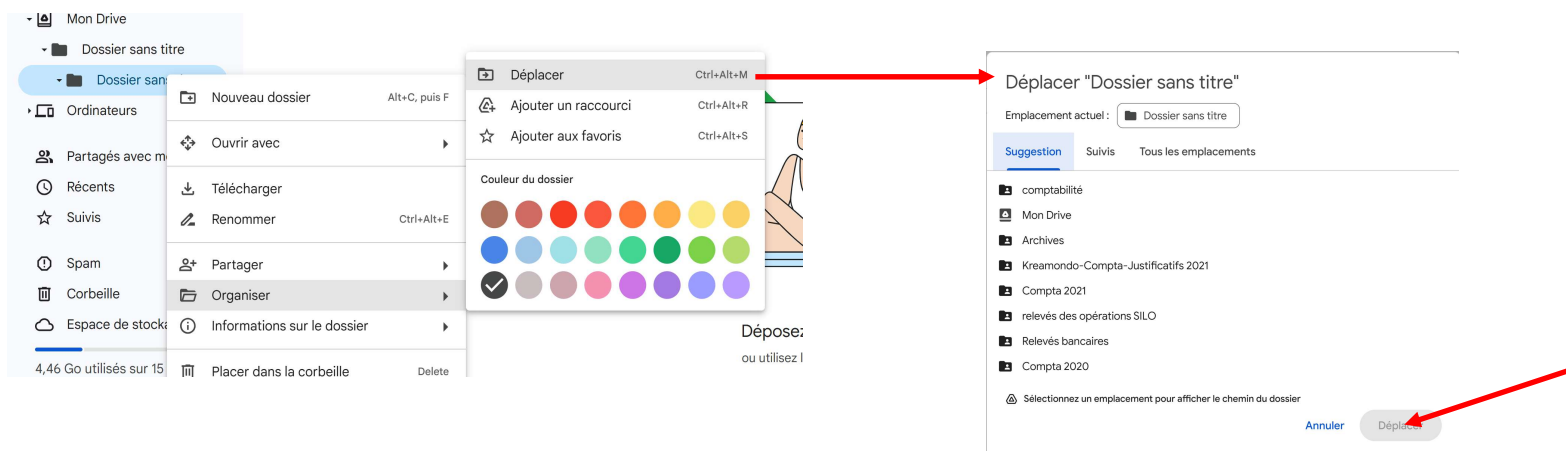 Mon Drive
Dossier sans titre
Dossier sans
Ordinateurs
Partagés avec m
Récents
Suivis
Spam
Corbeille
Espace de stocka
4,46 Go utilisés sur 15
Nouveau dossier Alt+C, puis F
Ouvrir avec
Télécharger
Renommer Ctrl+Alt+E
Partager
Organiser
Informations sur le dossier
Placer dans la corbeille Delete
Déplacer Ctrl+Alt+M
Ajouter un raccourci Ctrl+Alt+R
Ajouter aux favoris Ctrl+Alt+S
Couleur du dossier
Déposez
ou utilisez l
Déplacer "Dossier sans titre"
Emplacement actuel : Dossier sans titre
Suggestion Suivis Tous les emplacements
comptabilité
Mon Drive
Archives
Kreamondo-Compta-Justificatifs 2021
Compta 2021
relevés des opérations SILO
Relevés bancaires
Compta 2020
Sélectionnez un emplacement pour afficher le chemin du dossier
Annuler Déplacer